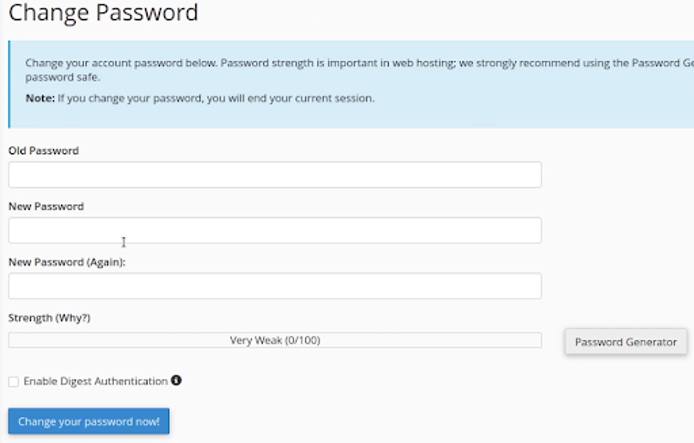 Change Password
Change your account password below. Password strength is important in web hosting; we strongly recommend using the Password Ge
password safe.
Note: If you change your password, you will end your current session.
Old Password
New Password
New Password (Again):
Strength (Why?)
Very Weak (0/100)
Password Generator
Enable Digest Authentication
Change your password now!